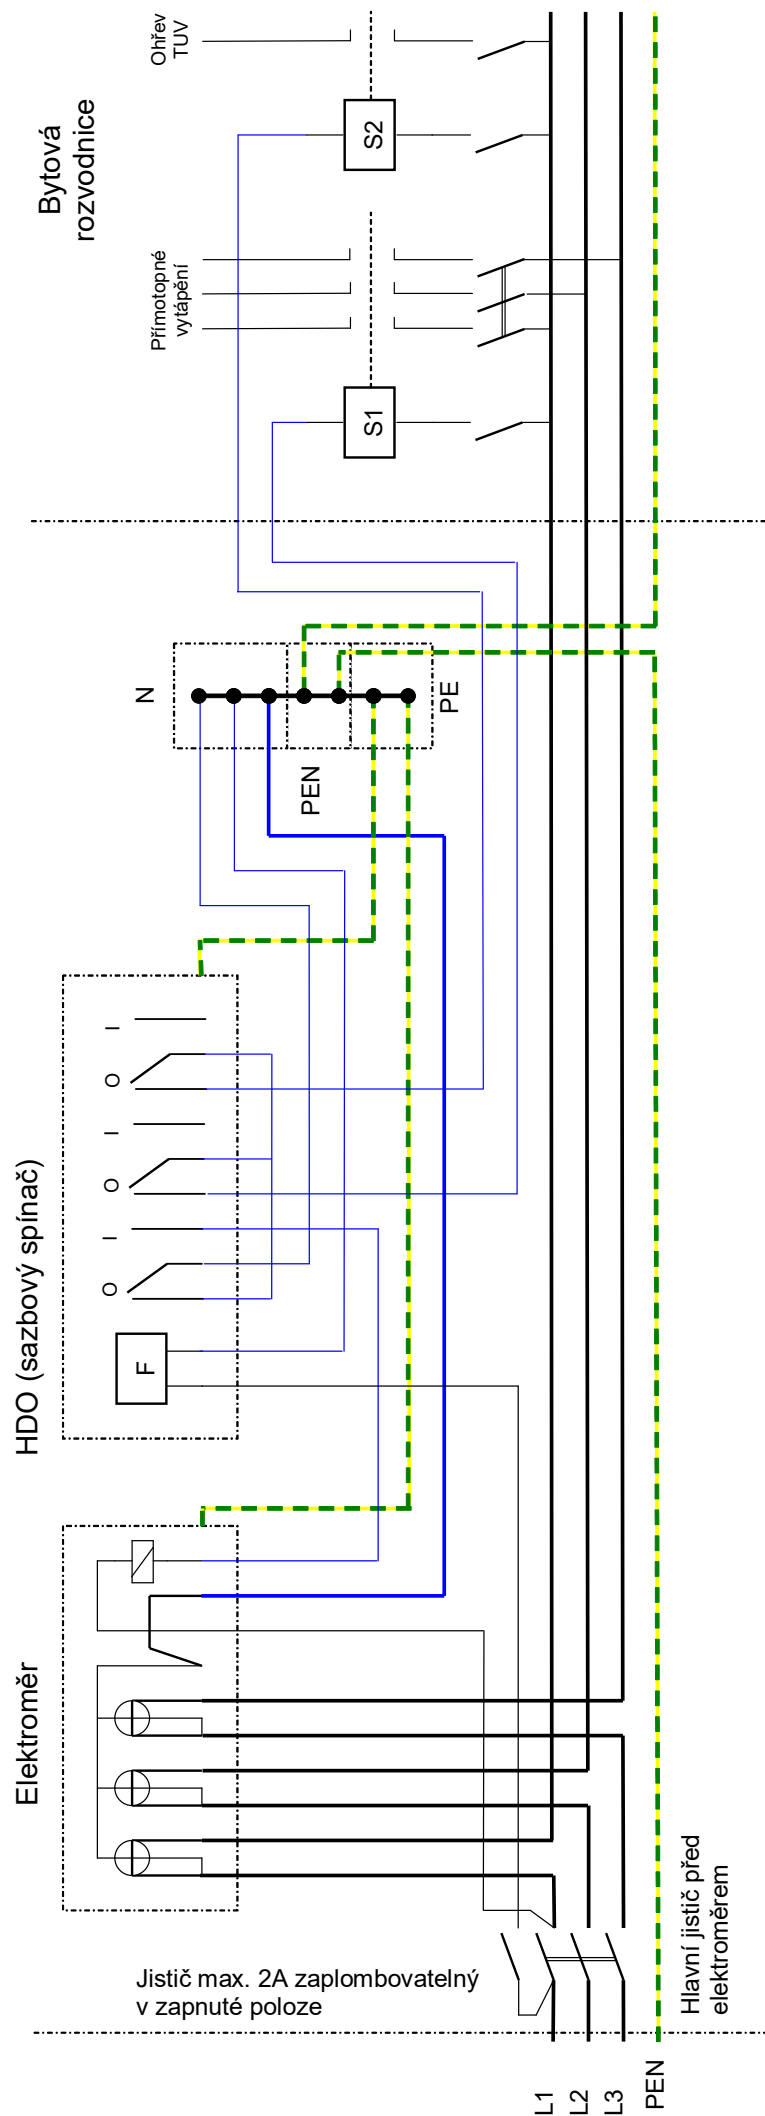 Ohřev
TUV
Bytová
rozvodnice
S2
Přímotopné
vytápění
S1
N
PEN
PE
HDO (sazbový spínač)
I
O
I
O
I
O
F
Elektroměr
Jistič max. 2A zaplombovatelný
v zapnuté poloze
Hlavní jistič před
elektroměrem
L1
L2
L3
PEN